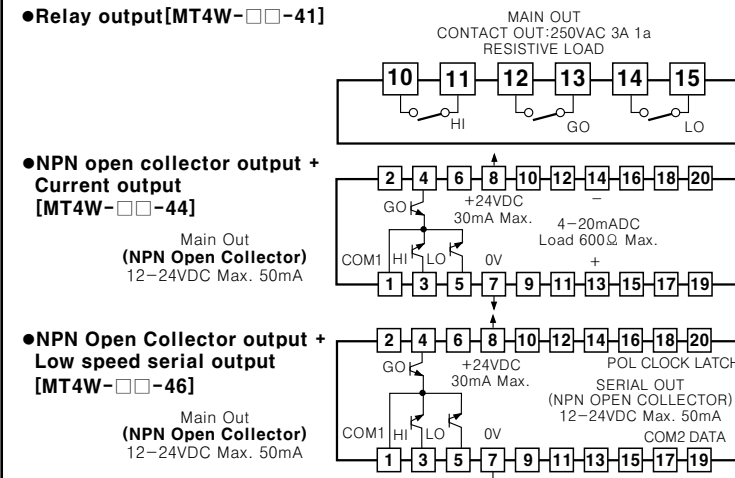 ●Relay output[MT4W-□□-41]
MAIN OUT
CONTACT OUT:250VAC 3A 1a
RESISTIVE LOAD
10 11 12 13 14 15
HI GO LO
●NPN open collector output +
Current output
[MT4W-□□-44]
Main Out
(NPN Open Collector)
12-24VDC Max. 50mA
2 4 6 8 10 12 14 16 18 20
GO
+24VDC
30mA Max.
-
4-20mADC
Load 600Ω Max.
+
COM1 HI LO 0V
1 3 5 7 9 11 13 15 17 19
●NPN Open Collector output +
Low speed serial output
[MT4W-□□-46]
Main Out
(NPN Open Collector)
12-24VDC Max. 50mA
2 4 6 8 10 12 14 16 18 20
GO
+24VDC
30mA Max.
POL CLOCK LATCH
SERIAL OUT
(NPN OPEN COLLECTOR)
12-24VDC Max. 50mA
COM1 HI LO 0V
COM2 DATA
1 3 5 7 9 11 13 15 17 19